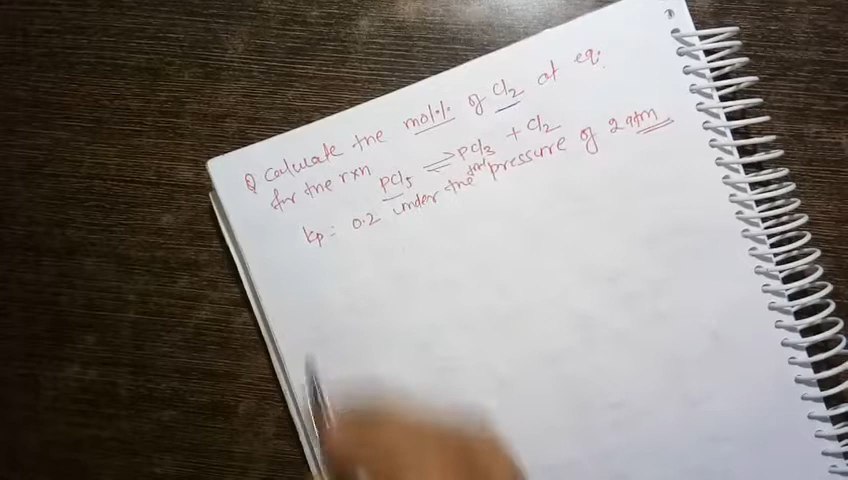 Q Calculate the mol% of Cl2 at eq.
for the rxn PCl5 ⇌ PCl3 + Cl2
kp = 0.2 under the total pressure of 2 atm